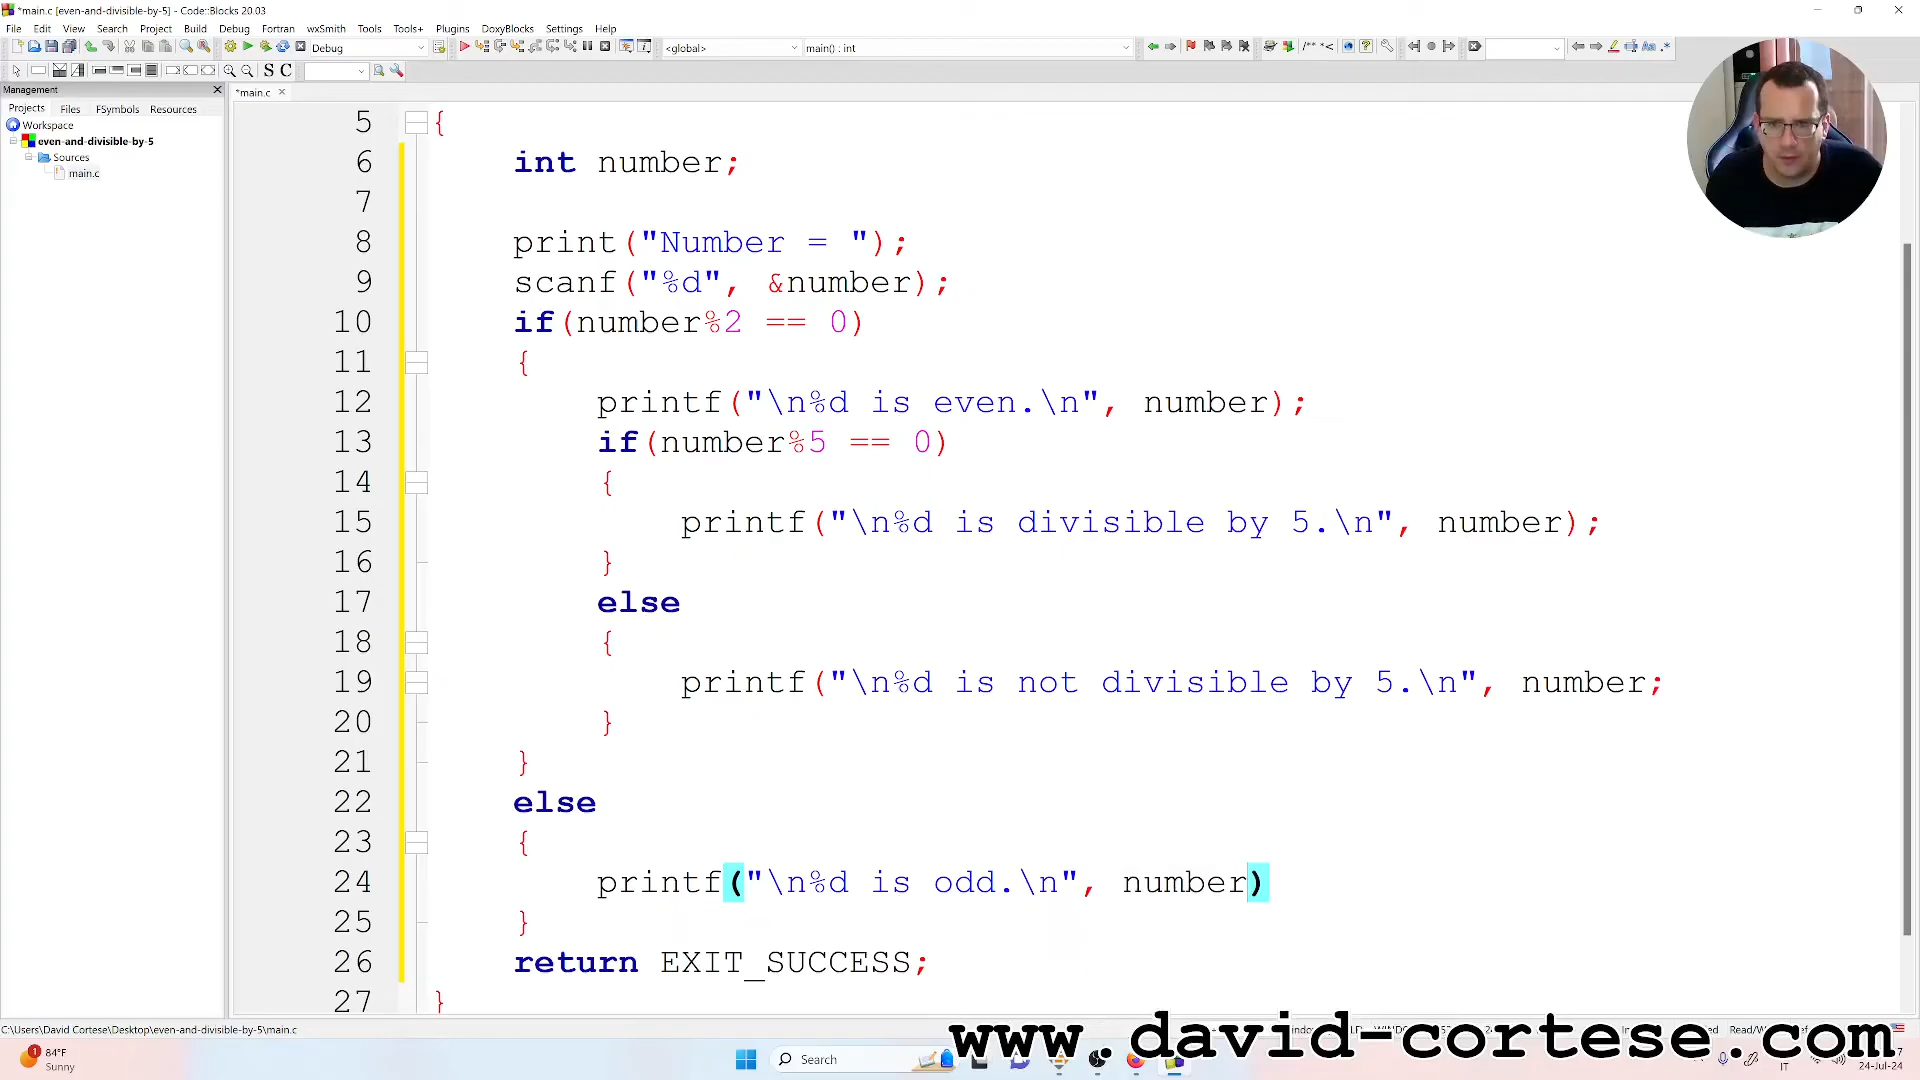 *main.c [even-and-divisible-by-5] - Code::Blocks 20.03
File Edit View Search Project Build Debug Fortran wxSmith Tools Tools+ Plugins DoxyBlocks Settings Help
Debug <global> main() : int
S C
Management
*main.c
Projects Files FSymbols Resources
Workspace
even-and-divisible-by-5
Sources
main.c
5 {
6 int number;
7
8 print("Number = ");
9 scanf("%d", &number);
10 if(number%2 == 0)
11 {
12 printf("\n%d is even.\n", number);
13 if(number%5 == 0)
14 {
15 printf("\n%d is divisible by 5.\n", number);
16 }
17 else
18 {
19 printf("\n%d is not divisible by 5.\n", number;
20 }
21 }
22 else
23 {
24 printf("\n%d is odd.\n", number)
25 }
26 return EXIT_SUCCESS;
27 }
C:\Users\David Cortese\Desktop\even-and-divisible-by-5\main.c
www.david-cortese.com
1 84°F
Sunny
Search
IT
24-Jul-24